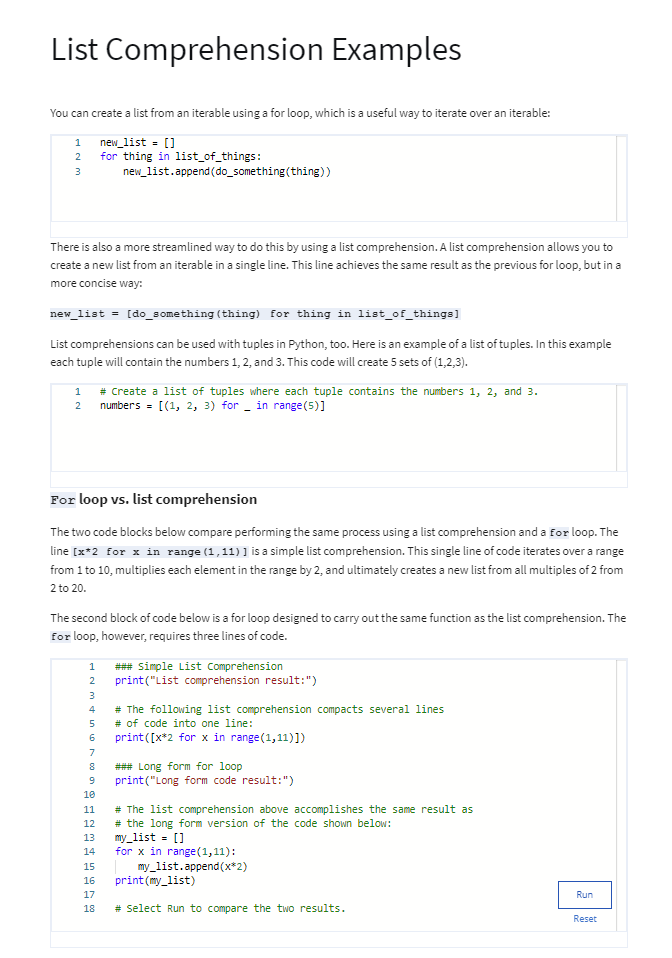 List Comprehension Examples
You can create a list from an iterable using a for loop, which is a useful way to iterate over an iterable:
1 new_list = []
2 for thing in list_of_things:
3     new_list.append(do_something(thing))
There is also a more streamlined way to do this by using a list comprehension. A list comprehension allows you to
create a new list from an iterable in a single line. This line achieves the same result as the previous for loop, but in a
more concise way:
new_list = [do_something(thing) for thing in list_of_things]
List comprehensions can be used with tuples in Python, too. Here is an example of a list of tuples. In this example
each tuple will contain the numbers 1, 2, and 3. This code will create 5 sets of (1,2,3).
1 # Create a list of tuples where each tuple contains the numbers 1, 2, and 3.
2 numbers = [(1, 2, 3) for _ in range(5)]
For loop vs. list comprehension
The two code blocks below compare performing the same process using a list comprehension and a for loop. The
line [x*2 for x in range(1,11)] is a simple list comprehension. This single line of code iterates over a range
from 1 to 10, multiplies each element in the range by 2, and ultimately creates a new list from all multiples of 2 from
2 to 20.
The second block of code below is a for loop designed to carry out the same function as the list comprehension. The
for loop, however, requires three lines of code.
1 ### Simple List Comprehension
2 print("List comprehension result:")
3
4 # The following list comprehension compacts several lines
5 # of code into one line:
6 print([x*2 for x in range(1,11)])
7
8 ### Long form for loop
9 print("Long form code result:")
10
11 # The list comprehension above accomplishes the same result as
12 # the long form version of the code shown below:
13 my_list = []
14 for x in range(1,11):
15     my_list.append(x*2)
16 print(my_list)
17
18 # Select Run to compare the two results.
Run
Reset